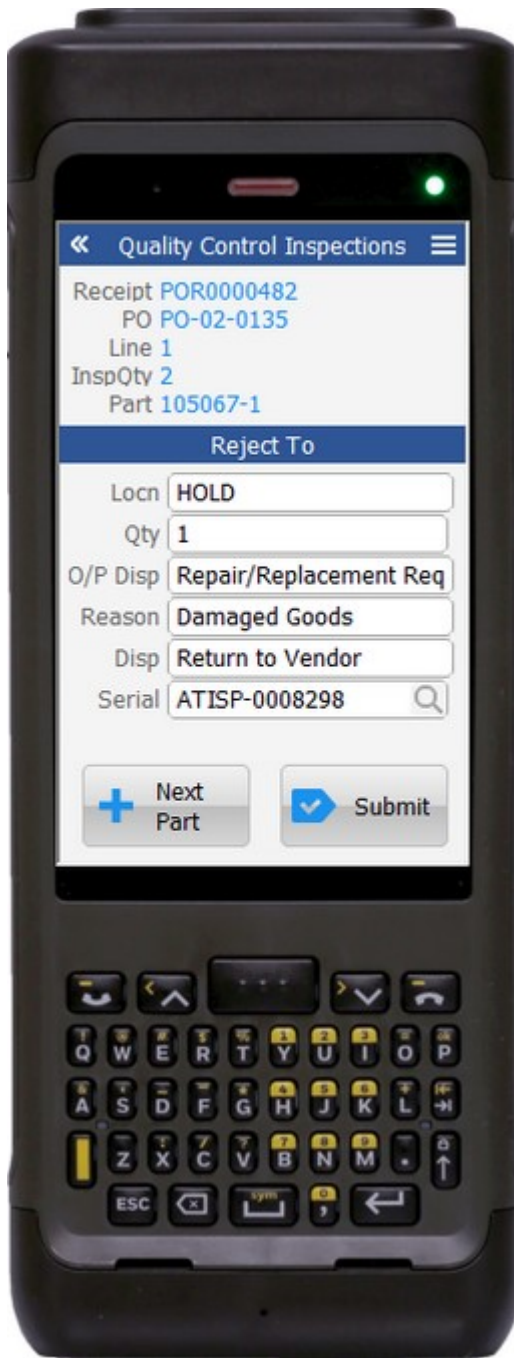 « Quality Control Inspections
Receipt POR0000482
PO PO-02-0135
Line 1
InspQty 2
Part 105067-1
Reject To
Locn HOLD
Qty 1
O/P Disp Repair/Replacement Req
Reason Damaged Goods
Disp Return to Vendor
Serial ATISP-0008298
Next Part
Submit
Q W E R T Y U I O P
A S D F G H J K L
Z X C V B N M .
ESC sym ,